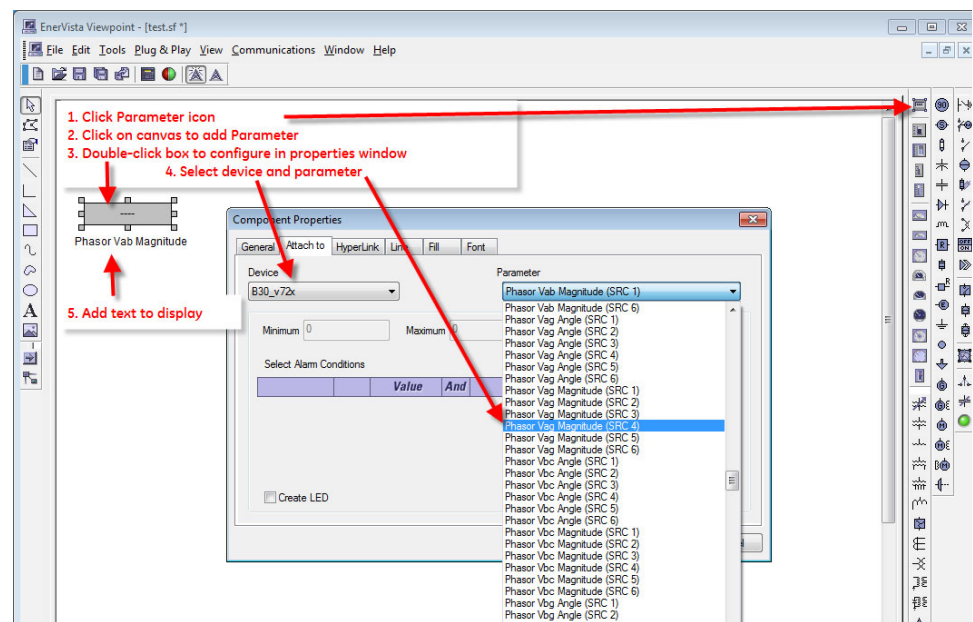 EnerVista Viewpoint - [test.sf *]
File Edit Tools Plug & Play View Communications Window Help
1. Click Parameter icon
2. Click on canvas to add Parameter
3. Double-click box to configure in properties window
4. Select device and parameter
----
Phasor Vab Magnitude
5. Add text to display
Component Properties
General Attach to HyperLink Line Fill Font
Device Parameter
B30_v72x Phasor Vab Magnitude (SRC 1)
Minimum 0 Maximum 0
Select Alarm Conditions
Value And
Create LED
Phasor Vab Magnitude (SRC 6)
Phasor Vag Angle (SRC 1)
Phasor Vag Angle (SRC 2)
Phasor Vag Angle (SRC 3)
Phasor Vag Angle (SRC 4)
Phasor Vag Angle (SRC 5)
Phasor Vag Angle (SRC 6)
Phasor Vag Magnitude (SRC 1)
Phasor Vag Magnitude (SRC 2)
Phasor Vag Magnitude (SRC 3)
Phasor Vag Magnitude (SRC 4)
Phasor Vag Magnitude (SRC 5)
Phasor Vag Magnitude (SRC 6)
Phasor Vbc Angle (SRC 1)
Phasor Vbc Angle (SRC 2)
Phasor Vbc Angle (SRC 3)
Phasor Vbc Angle (SRC 4)
Phasor Vbc Angle (SRC 5)
Phasor Vbc Angle (SRC 6)
Phasor Vbc Magnitude (SRC 1)
Phasor Vbc Magnitude (SRC 2)
Phasor Vbc Magnitude (SRC 3)
Phasor Vbc Magnitude (SRC 4)
Phasor Vbc Magnitude (SRC 5)
Phasor Vbc Magnitude (SRC 6)
Phasor Vbg Angle (SRC 1)
Phasor Vbg Angle (SRC 2)